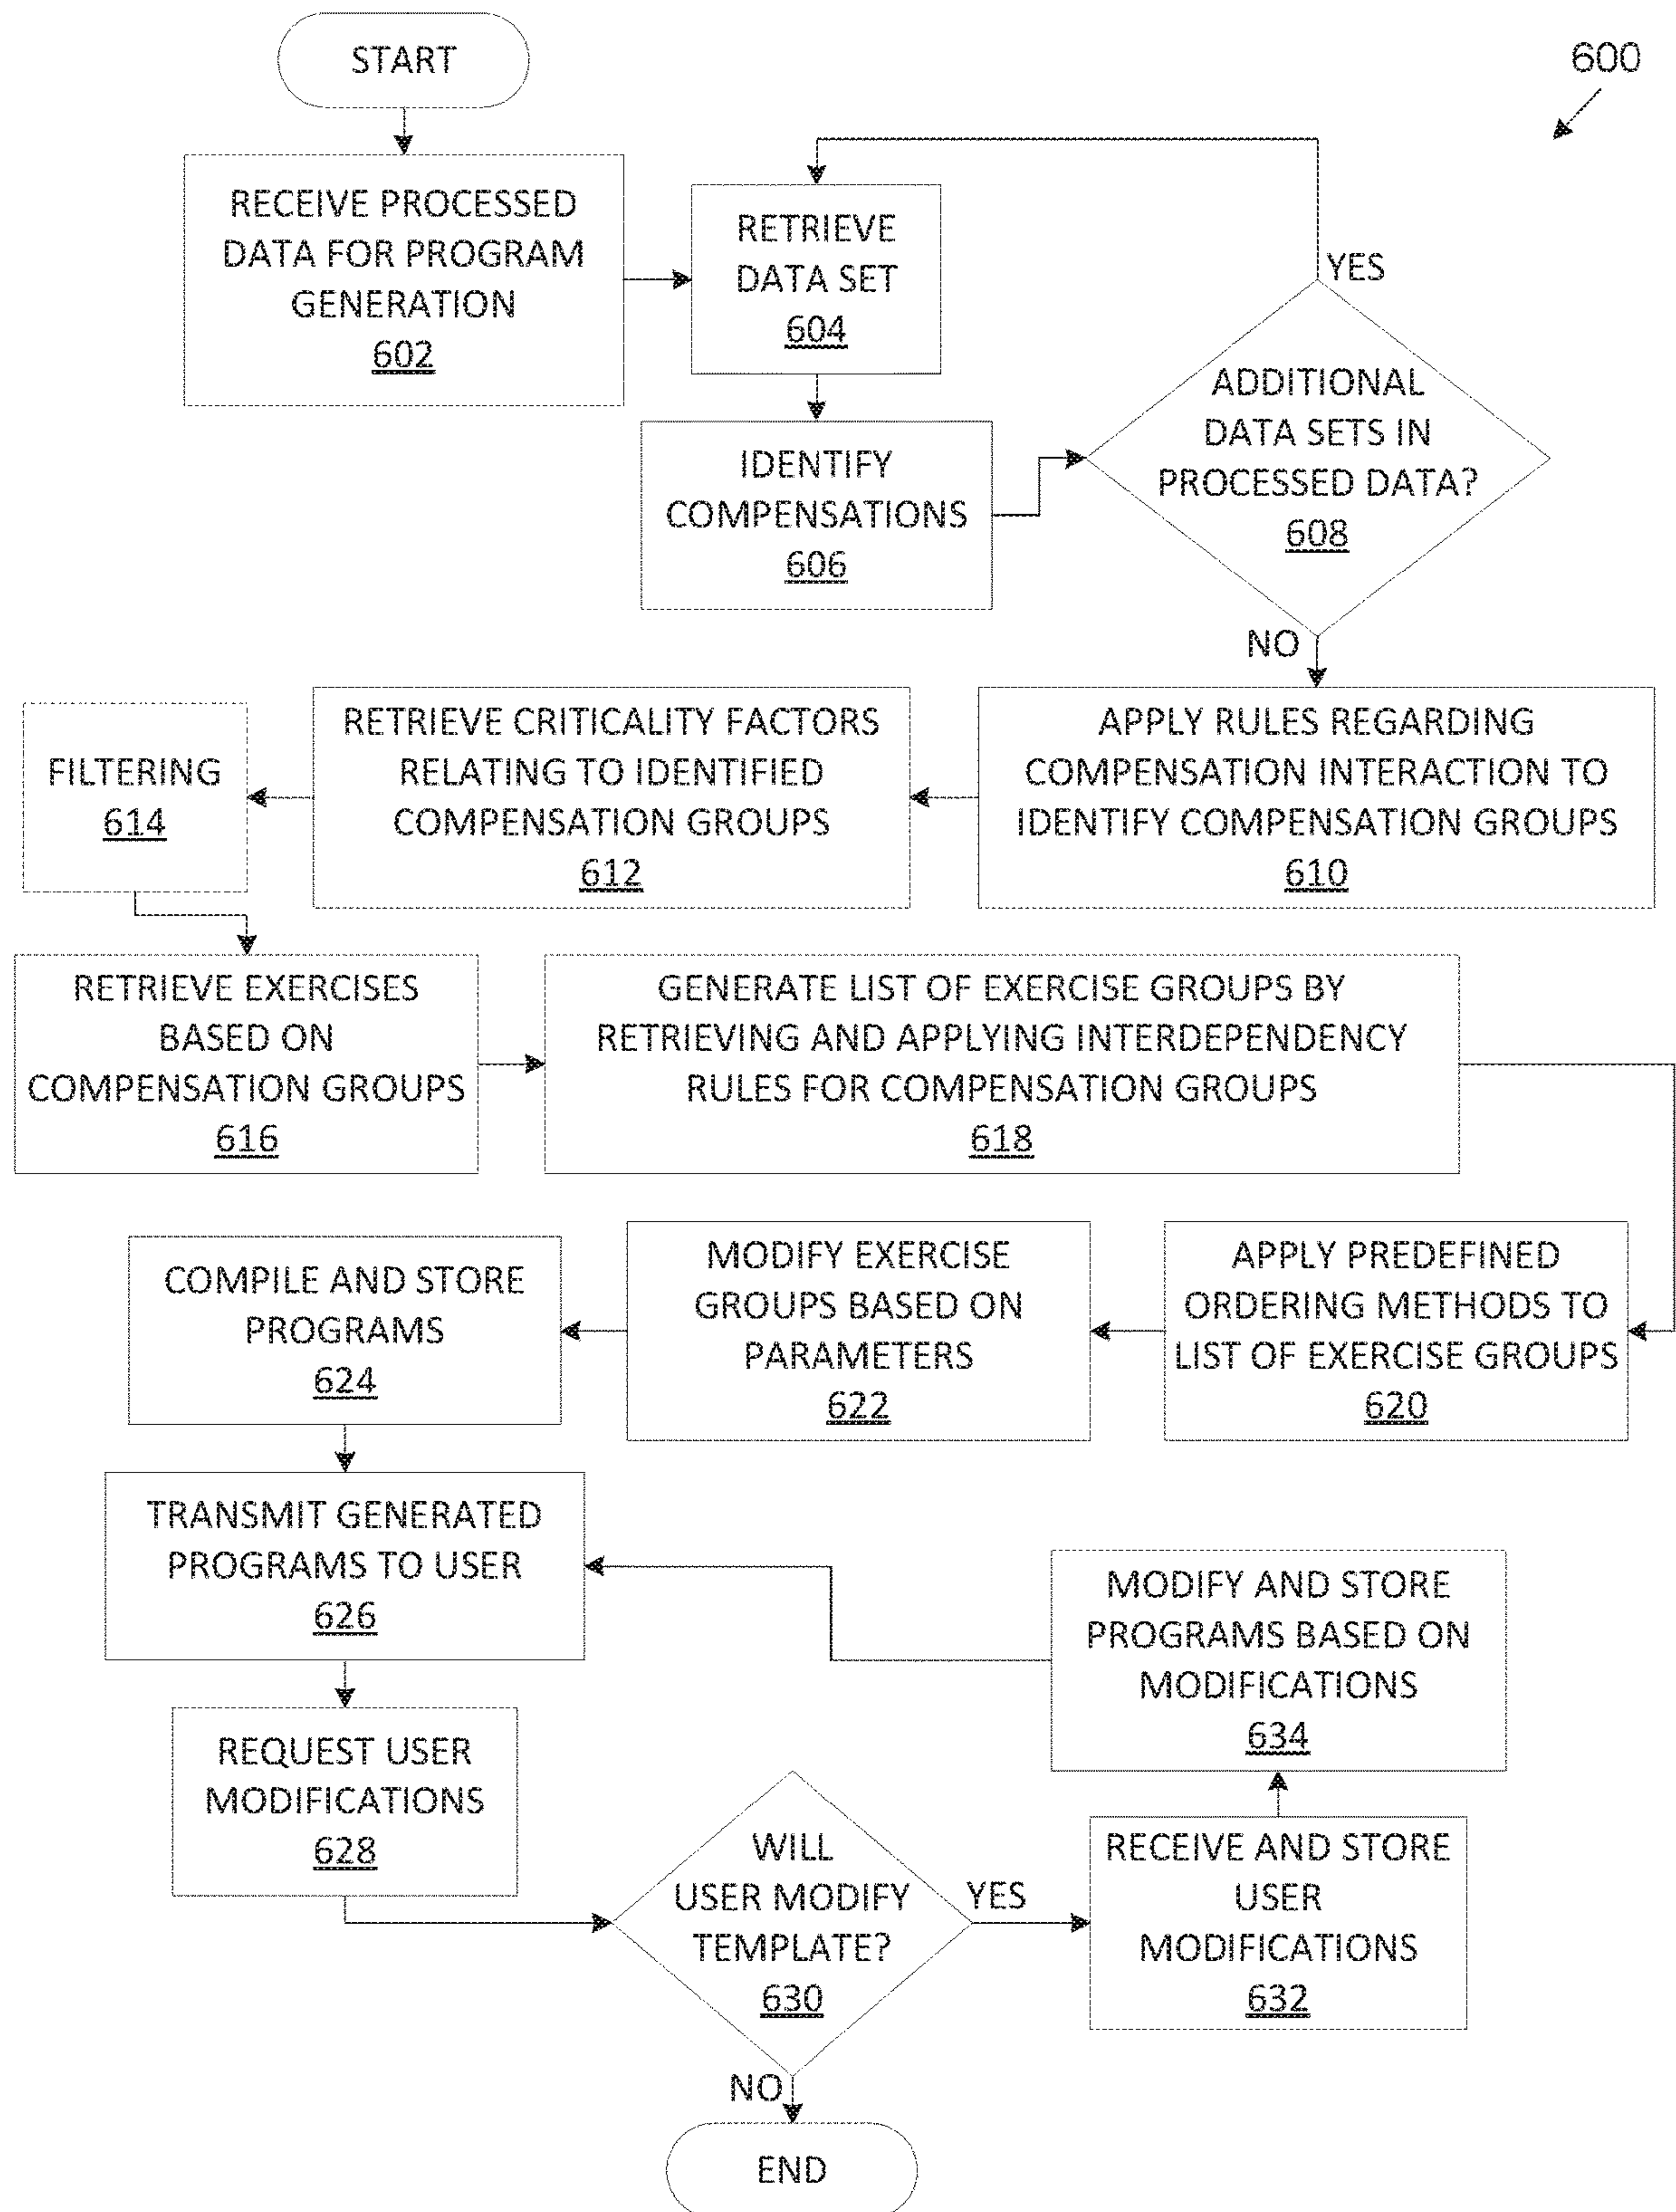 START
600
RECEIVE PROCESSED
DATA FOR PROGRAM
GENERATION
602
RETRIEVE
DATA SET
604
YES
ADDITIONAL
DATA SETS IN
PROCESSED DATA?
608
IDENTIFY
COMPENSATIONS
606
NO
APPLY RULES REGARDING
COMPENSATION INTERACTION TO
IDENTIFY COMPENSATION GROUPS
610
RETRIEVE CRITICALITY FACTORS
RELATING TO IDENTIFIED
COMPENSATION GROUPS
612
FILTERING
614
RETRIEVE EXERCISES
BASED ON
COMPENSATION GROUPS
616
GENERATE LIST OF EXERCISE GROUPS BY
RETRIEVING AND APPLYING INTERDEPENDENCY
RULES FOR COMPENSATION GROUPS
618
APPLY PREDEFINED
ORDERING METHODS TO
LIST OF EXERCISE GROUPS
620
MODIFY EXERCISE
GROUPS BASED ON
PARAMETERS
622
COMPILE AND STORE
PROGRAMS
624
TRANSMIT GENERATED
PROGRAMS TO USER
626
REQUEST USER
MODIFICATIONS
628
WILL
USER MODIFY
TEMPLATE?
630
YES
RECEIVE AND STORE
USER
MODIFICATIONS
632
MODIFY AND STORE
PROGRAMS BASED ON
MODIFICATIONS
634
NO
END